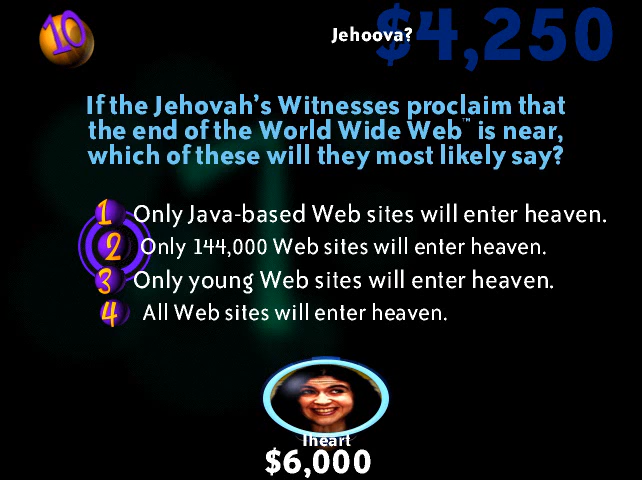 10
Jehoova?
$4,250
If the Jehovah's Witnesses proclaim that
the end of the World Wide Web™ is near,
which of these will they most likely say?
1 Only Java-based Web sites will enter heaven.
2 Only 144,000 Web sites will enter heaven.
3 Only young Web sites will enter heaven.
4 All Web sites will enter heaven.
Iheart
$6,000